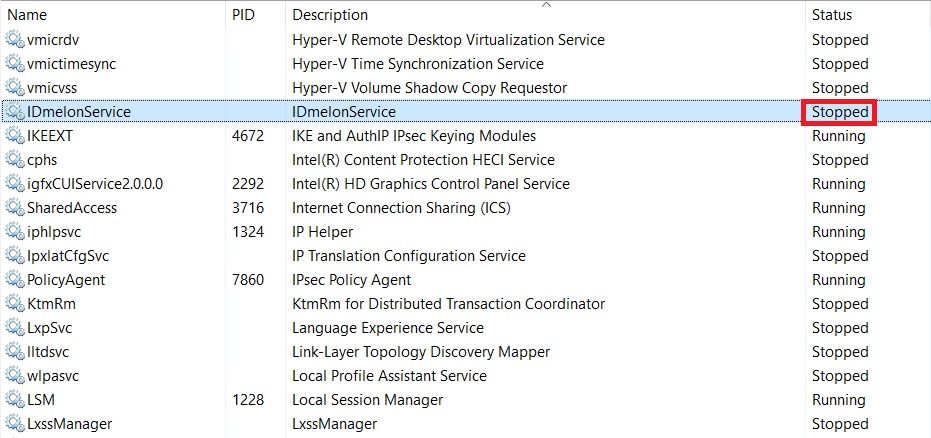 Name PID Description Status
vmicrdv Hyper-V Remote Desktop Virtualization Service Stopped
vmictimesync Hyper-V Time Synchronization Service Stopped
vmicvss Hyper-V Volume Shadow Copy Requestor Stopped
IDmelonService IDmelonService Stopped
IKEEXT 4672 IKE and AuthIP IPsec Keying Modules Running
cphs Intel(R) Content Protection HECI Service Stopped
igfxCUIService2.0.0.0 2292 Intel(R) HD Graphics Control Panel Service Running
SharedAccess 3716 Internet Connection Sharing (ICS) Running
iphlpsvc 1324 IP Helper Running
IpxlatCfgSvc IP Translation Configuration Service Stopped
PolicyAgent 7860 IPsec Policy Agent Running
KtmRm KtmRm for Distributed Transaction Coordinator Stopped
LxpSvc Language Experience Service Stopped
lltdsvc Link-Layer Topology Discovery Mapper Stopped
wlpasvc Local Profile Assistant Service Stopped
LSM 1228 Local Session Manager Running
LxssManager LxssManager Stopped